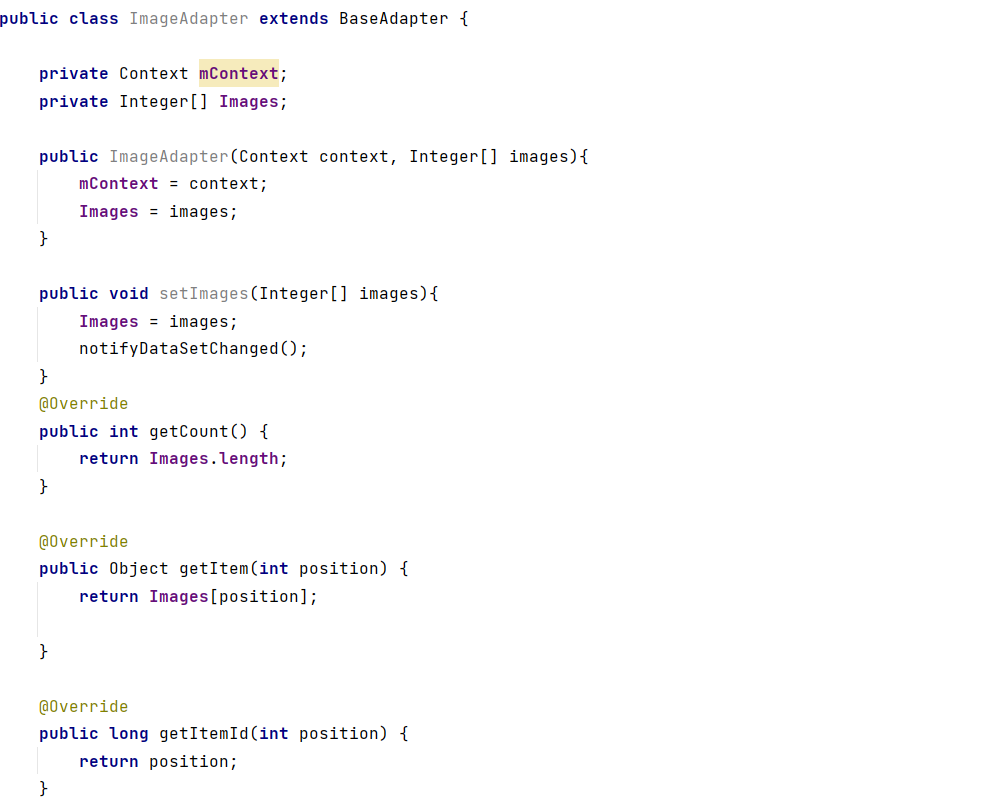 public class ImageAdapter extends BaseAdapter {
private Context mContext;
private Integer[] Images;
public ImageAdapter(Context context, Integer[] images){
mContext = context;
Images = images;
}
public void setImages(Integer[] images){
Images = images;
notifyDataSetChanged();
}
@Override
public int getCount() {
return Images.length;
}
@Override
public Object getItem(int position) {
return Images[position];
}
@Override
public long getItemId(int position) {
return position;
}